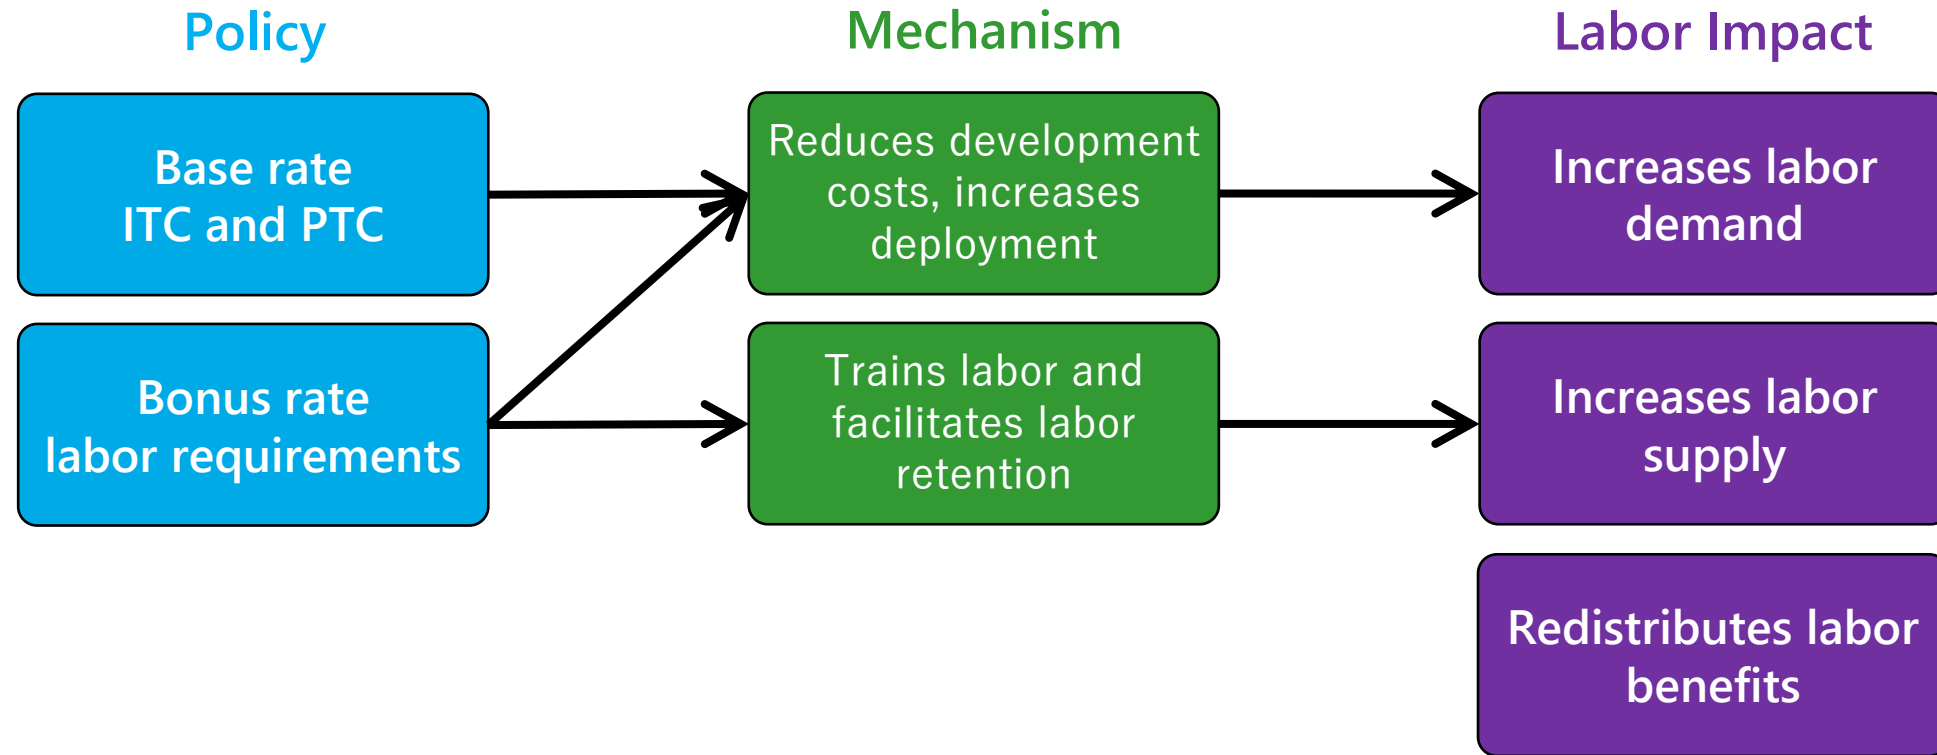 Policy
Mechanism
Labor Impact
Base rate
ITC and PTC
Reduces development
costs, increases
deployment
Increases labor
demand
Bonus rate
labor requirements
Trains labor and
facilitates labor
retention
Increases labor
supply
Redistributes labor
benefits